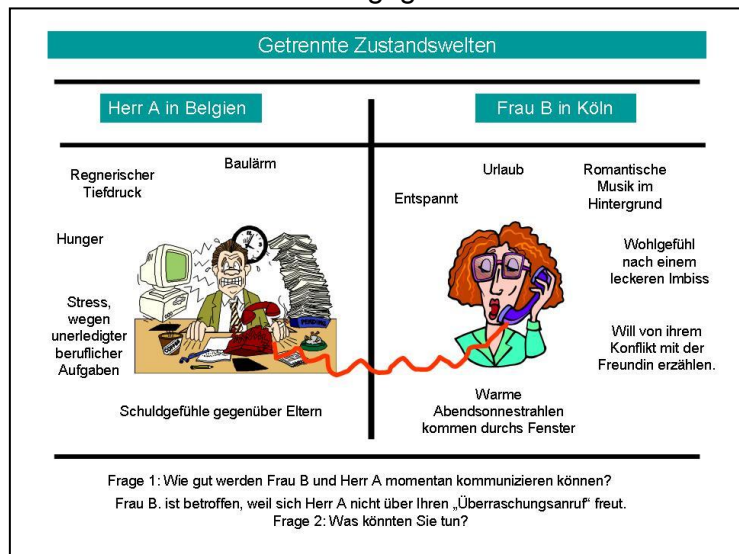 Getrennte Zustandswelten
Herr A in Belgien
Frau B in Köln
Regnerischer
Tiefdruck
Baulärm
Hunger
Stress,
wegen
unerledigter
beruflicher
Aufgaben
Schuldgefühle gegenüber Eltern
Urlaub
Entspannt
Romantische
Musik im
Hintergrund
Wohlgefühl
nach einem
leckeren Imbiss
Will von ihrem
Konflikt mit der
Freundin erzählen.
Warme
Abendsonnestrahlen
kommen durchs Fenster
Frage 1: Wie gut werden Frau B und Herr A momentan kommunizieren können?
Frau B. ist betroffen, weil sich Herr A nicht über Ihren „Überraschungsanruf“ freut.
Frage 2: Was könnten Sie tun?